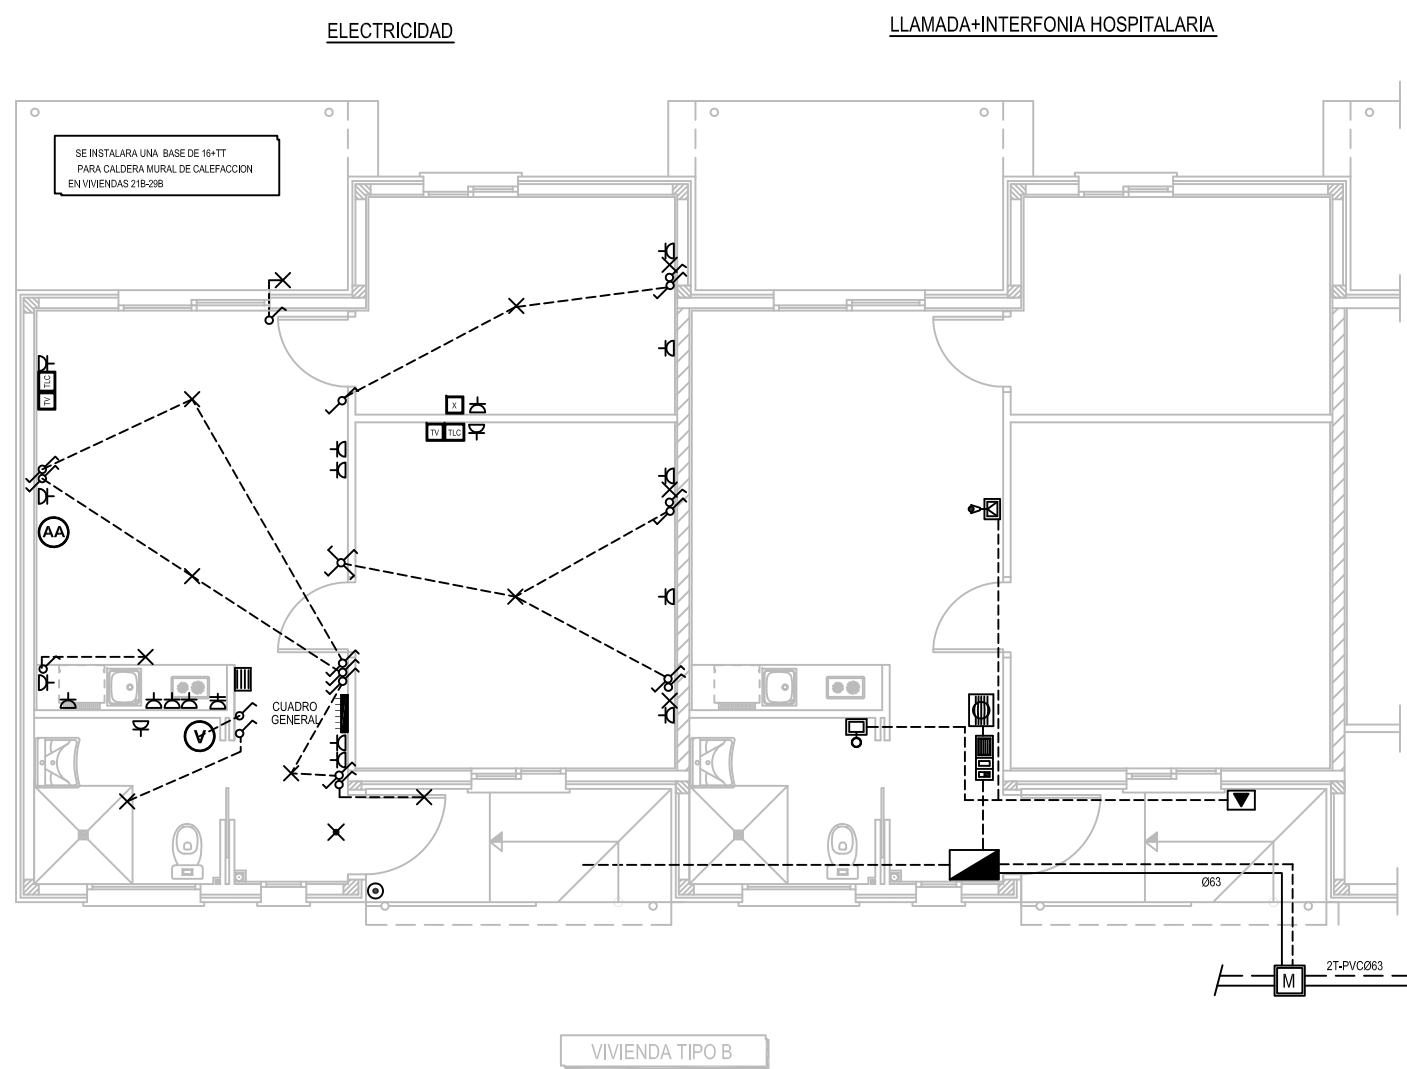 ELECTRICIDAD
LLAMADA+INTERFONIA HOSPITALARIA
SE INSTALARA UNA BASE DE 16+TT
PARA CALDERA MURAL DE CALEFACCION
EN VIVIENDAS 21B-29B
TLC
TV
X
TV
TLC
AA
CUADRO
GENERAL
A
Ø63
2T-PVCØ63
M
VIVIENDA TIPO B